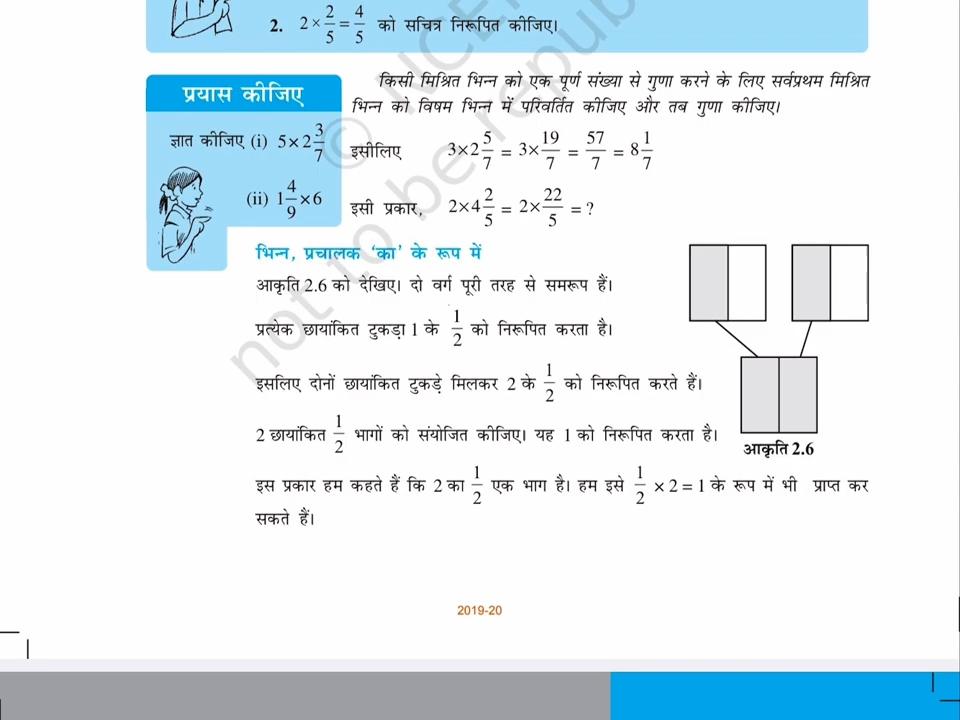 2. 2 × 2/5 = 4/5 को सचित्र निरूपित कीजिए।
प्रयास कीजिए
ज्ञात कीजिए (i) 5 × 2 3/7
(ii) 1 4/9 × 6
किसी मिश्रित भिन्न को एक पूर्ण संख्या से गुणा करने के लिए सर्वप्रथम मिश्रित
भिन्न को विषम भिन्न में परिवर्तित कीजिए और तब गुणा कीजिए।
इसीलिए 3 × 2 5/7 = 3 × 19/7 = 57/7 = 8 1/7
इसी प्रकार, 2 × 4 2/5 = 2 × 22/5 = ?
भिन्न, प्रचालक ‘का’ के रूप में
आकृति 2.6 को देखिए। दो वर्ग पूरी तरह से समरूप हैं।
प्रत्येक छायांकित टुकड़ा 1 के 1/2 को निरूपित करता है।
इसलिए दोनों छायांकित टुकड़े मिलकर 2 के 1/2 को निरूपित करते हैं।
2 छायांकित 1/2 भागों को संयोजित कीजिए। यह 1 को निरूपित करता है।
आकृति 2.6
इस प्रकार हम कहते हैं कि 2 का 1/2 एक भाग है। हम इसे 1/2 × 2 = 1 के रूप में भी प्राप्त कर
सकते हैं।
2019-20
not to be republ
© NCE